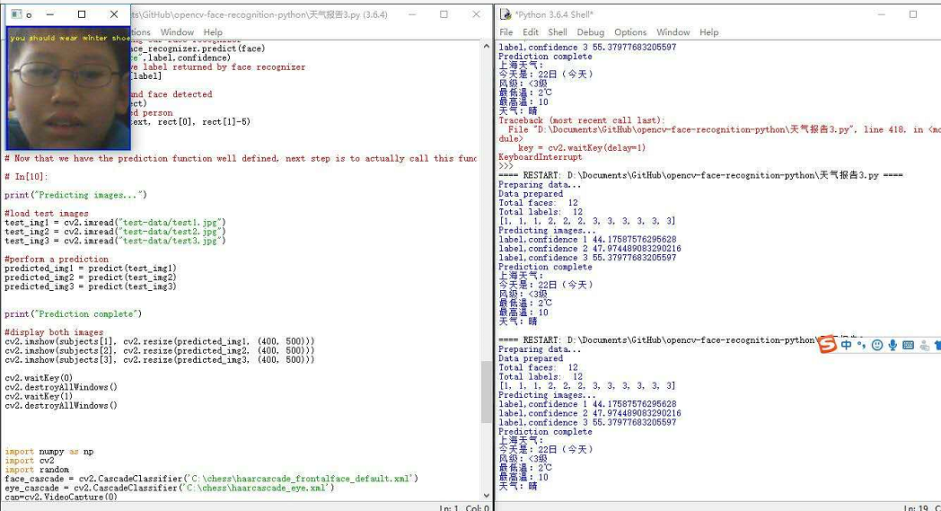 o
\GitHub\opencv-face-recognition-python\天气报告3.py (3.6.4)
Options Window Help
you should wear winter shoe
ace_recognizer.predict(face)
",label,confidence)
e label returned by face recognizer
[label]
und face detected
ect)
d person
text, rect[0], rect[1]-5)
# Now that we have the prediction function well defined, next step is to actually call this func
# In[10]:
print("Predicting images...")
#load test images
test_img1 = cv2.imread("test-data/test1.jpg")
test_img2 = cv2.imread("test-data/test2.jpg")
test_img3 = cv2.imread("test-data/test3.jpg")
#perform a prediction
predicted_img1 = predict(test_img1)
predicted_img2 = predict(test_img2)
predicted_img3 = predict(test_img3)
print("Prediction complete")
#display both images
cv2.imshow(subjects[1], cv2.resize(predicted_img1, (400, 500)))
cv2.imshow(subjects[2], cv2.resize(predicted_img2, (400, 500)))
cv2.imshow(subjects[3], cv2.resize(predicted_img3, (400, 500)))
cv2.waitKey(0)
cv2.destroyAllWindows()
cv2.waitKey(1)
cv2.destroyAllWindows()
import numpy as np
import cv2
import random
face_cascade = cv2.CascadeClassifier('C:\chess\haarcascade_frontalface_default.xml')
eye_cascade = cv2.CascadeClassifier('C:\chess\haarcascade_eye.xml')
cap=cv2.VideoCapture(0)
Ln: 1 Col: 0
*Python 3.6.4 Shell*
File Edit Shell Debug Options Window Help
label,confidence 3 55.37977683205597
Prediction complete
上海天气:
今天是: 22日 (今天)
风级: <3级
最低温: 2℃
最高温: 10
天气: 晴
Traceback (most recent call last):
File "D:\Documents\GitHub\opencv-face-recognition-python\天气报告3.py", line 418, in <mo
dule>
key = cv2.waitKey(delay=1)
KeyboardInterrupt
>>>
==== RESTART: D:\Documents\GitHub\opencv-face-recognition-python\天气报告3.py ====
Preparing data...
Data prepared
Total faces: 12
Total labels: 12
[1, 1, 1, 2, 2, 2, 3, 3, 3, 3, 3, 3]
Predicting images...
label,confidence 1 44.17587576295628
label,confidence 2 47.974489083290216
label,confidence 3 55.37977683205597
Prediction complete
上海天气:
今天是: 22日 (今天)
风级: <3级
最低温: 2℃
最高温: 10
天气: 晴
==== RESTART: D:\Documents\GitHub\opencv-face-recognition-python\
S 中
Preparing data...
Data prepared
Total faces: 12
Total labels: 12
[1, 1, 1, 2, 2, 2, 3, 3, 3, 3, 3, 3]
Predicting images...
label,confidence 1 44.17587576295628
label,confidence 2 47.974489083290216
label,confidence 3 55.37977683205597
Prediction complete
上海天气:
今天是: 22日 (今天)
风级: <3级
最低温: 2℃
最高温: 10
天气: 晴
Ln: 19 C